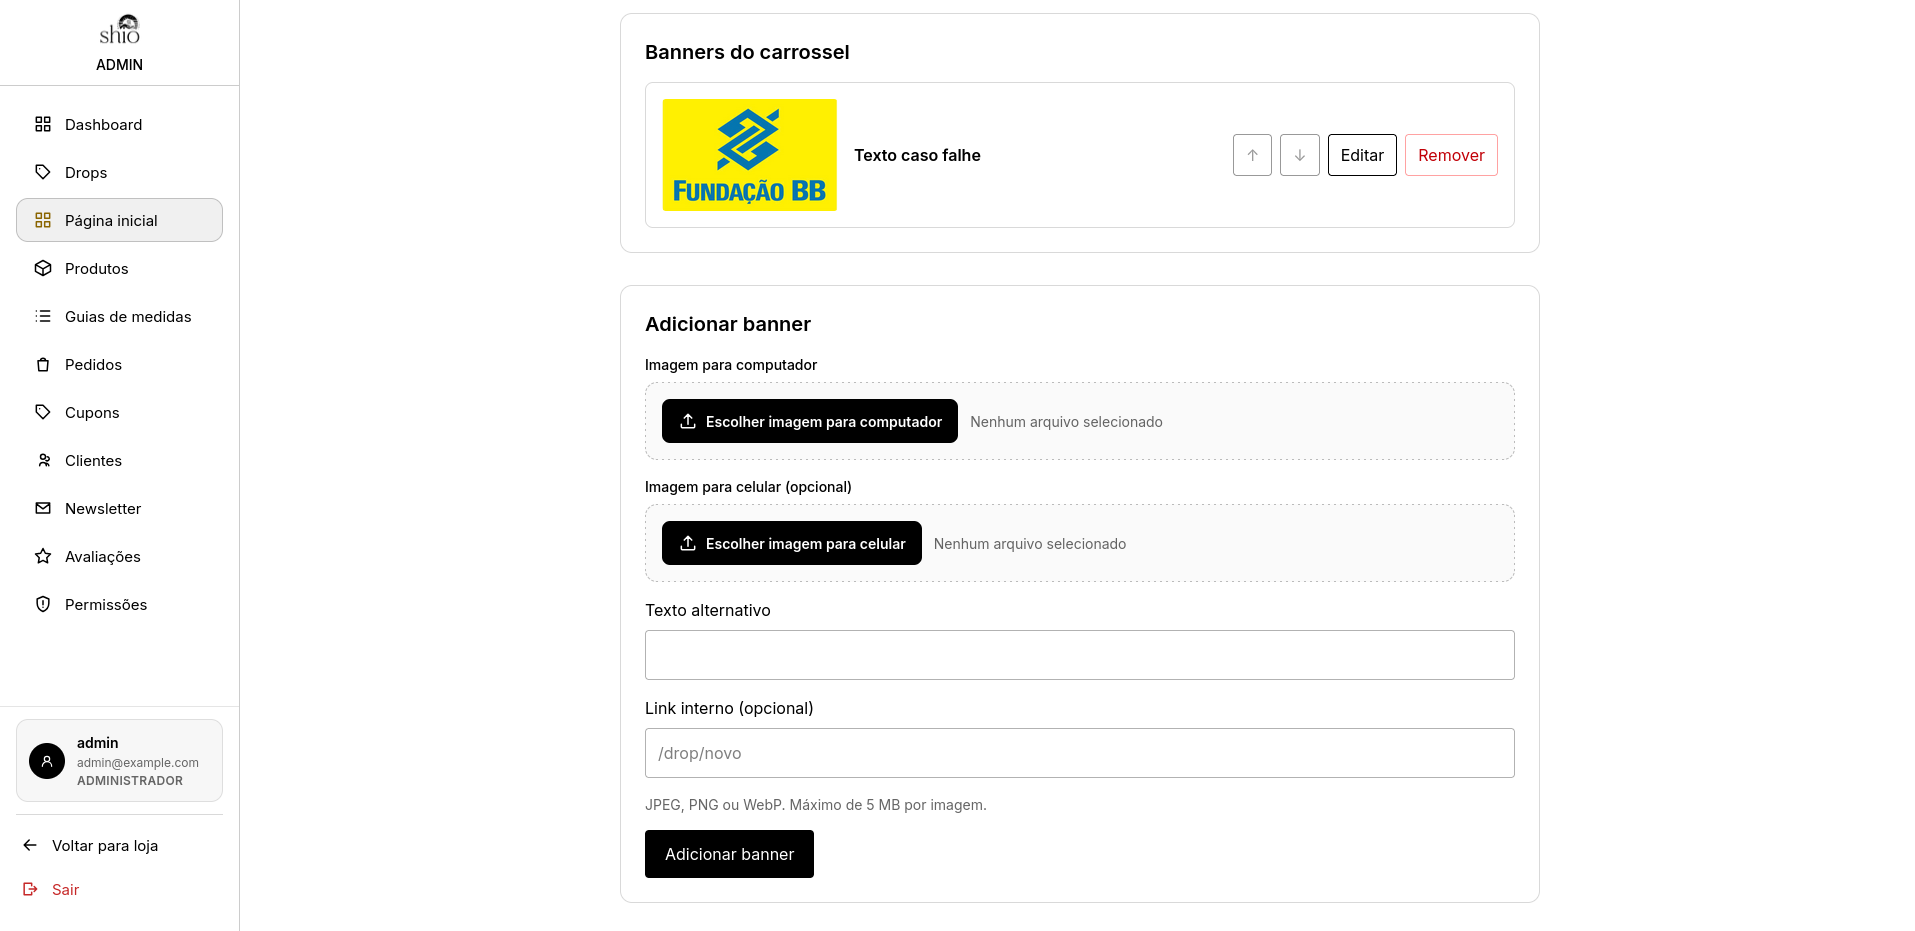 shio
ADMIN
Dashboard
Drops
Página inicial
Produtos
Guias de medidas
Pedidos
Cupons
Clientes
Newsletter
Avaliações
Permissões
admin
admin@example.com
ADMINISTRADOR
Voltar para loja
Sair
Banners do carrossel
FUNDAÇÃO BB
Texto caso falhe
Editar
Remover
Adicionar banner
Imagem para computador
Escolher imagem para computador
Nenhum arquivo selecionado
Imagem para celular (opcional)
Escolher imagem para celular
Nenhum arquivo selecionado
Texto alternativo
Link interno (opcional)
/drop/novo
JPEG, PNG ou WebP. Máximo de 5 MB por imagem.
Adicionar banner